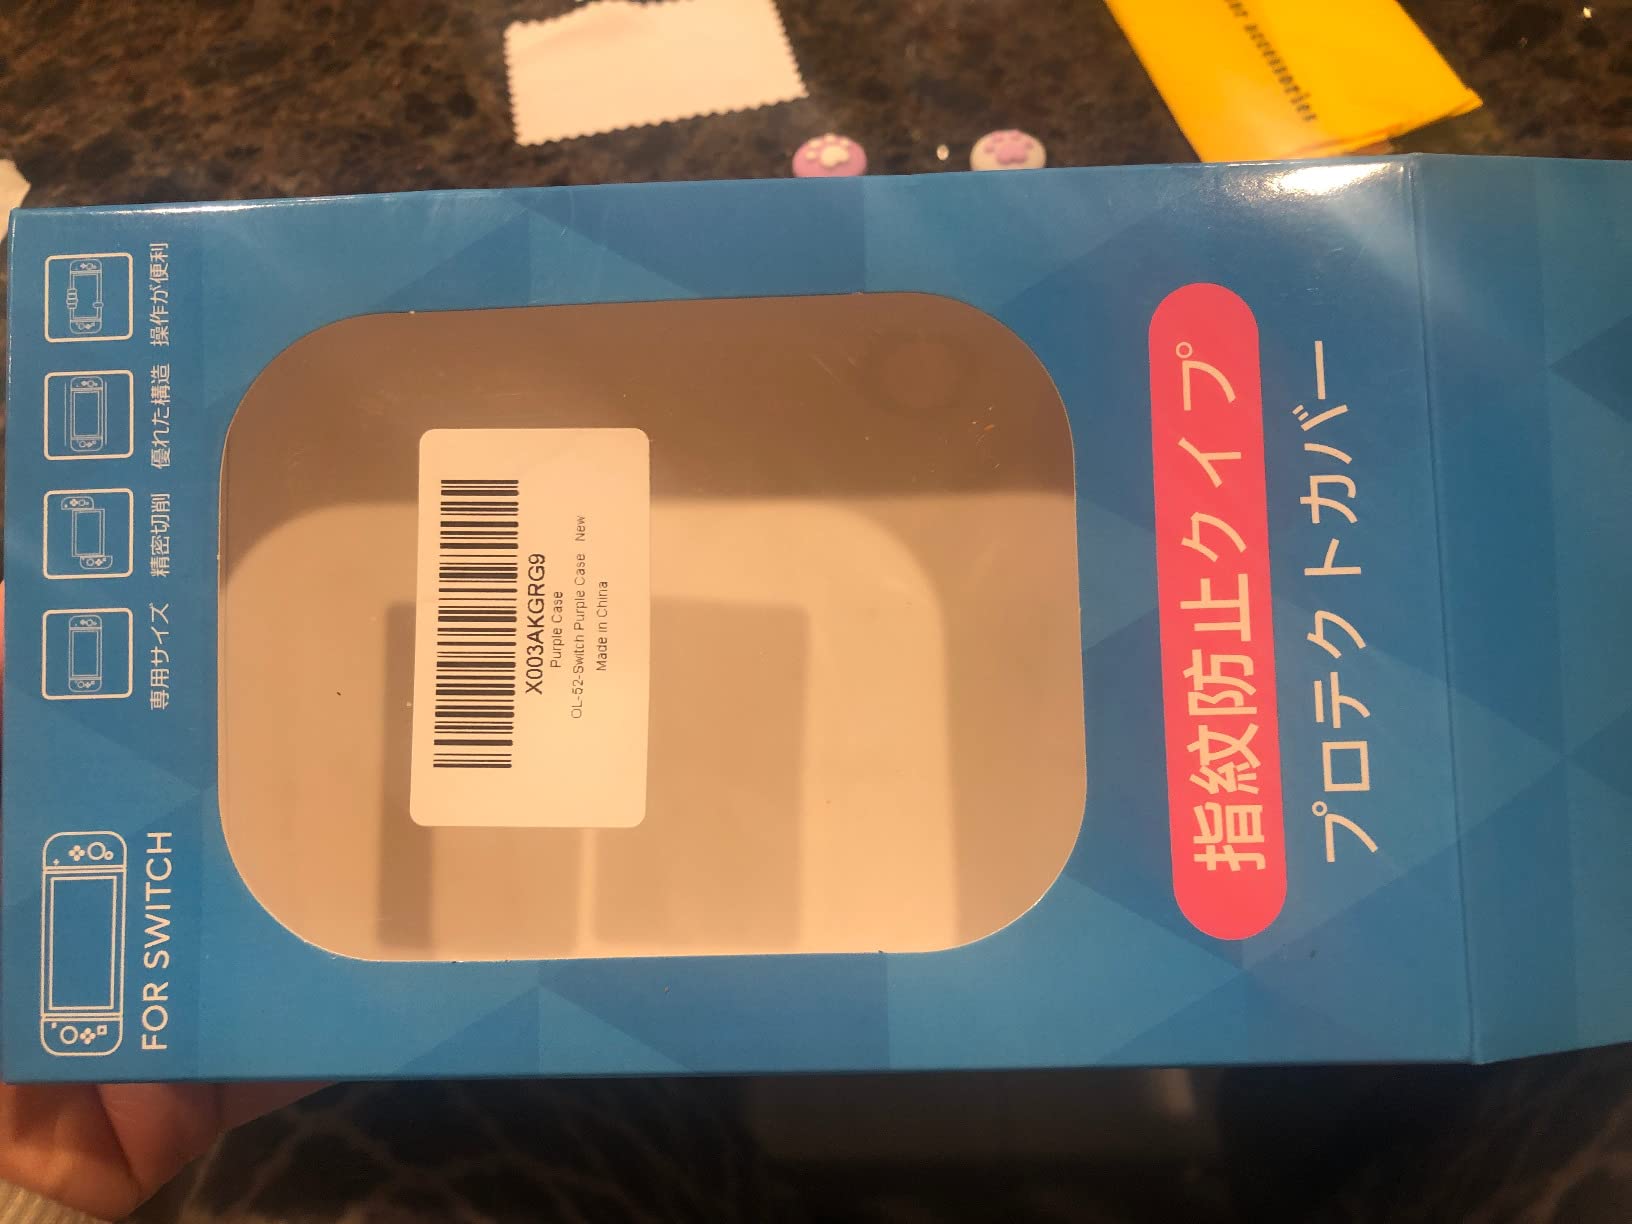 指紋防止クイプ
プロテクトカバー
X003AKGRG9
Purple Case
OL-52-Switch Purple Case New
Made in China
FOR SWITCH
専用サイズ
精密切削
優れた構造
操作が便利
accessories